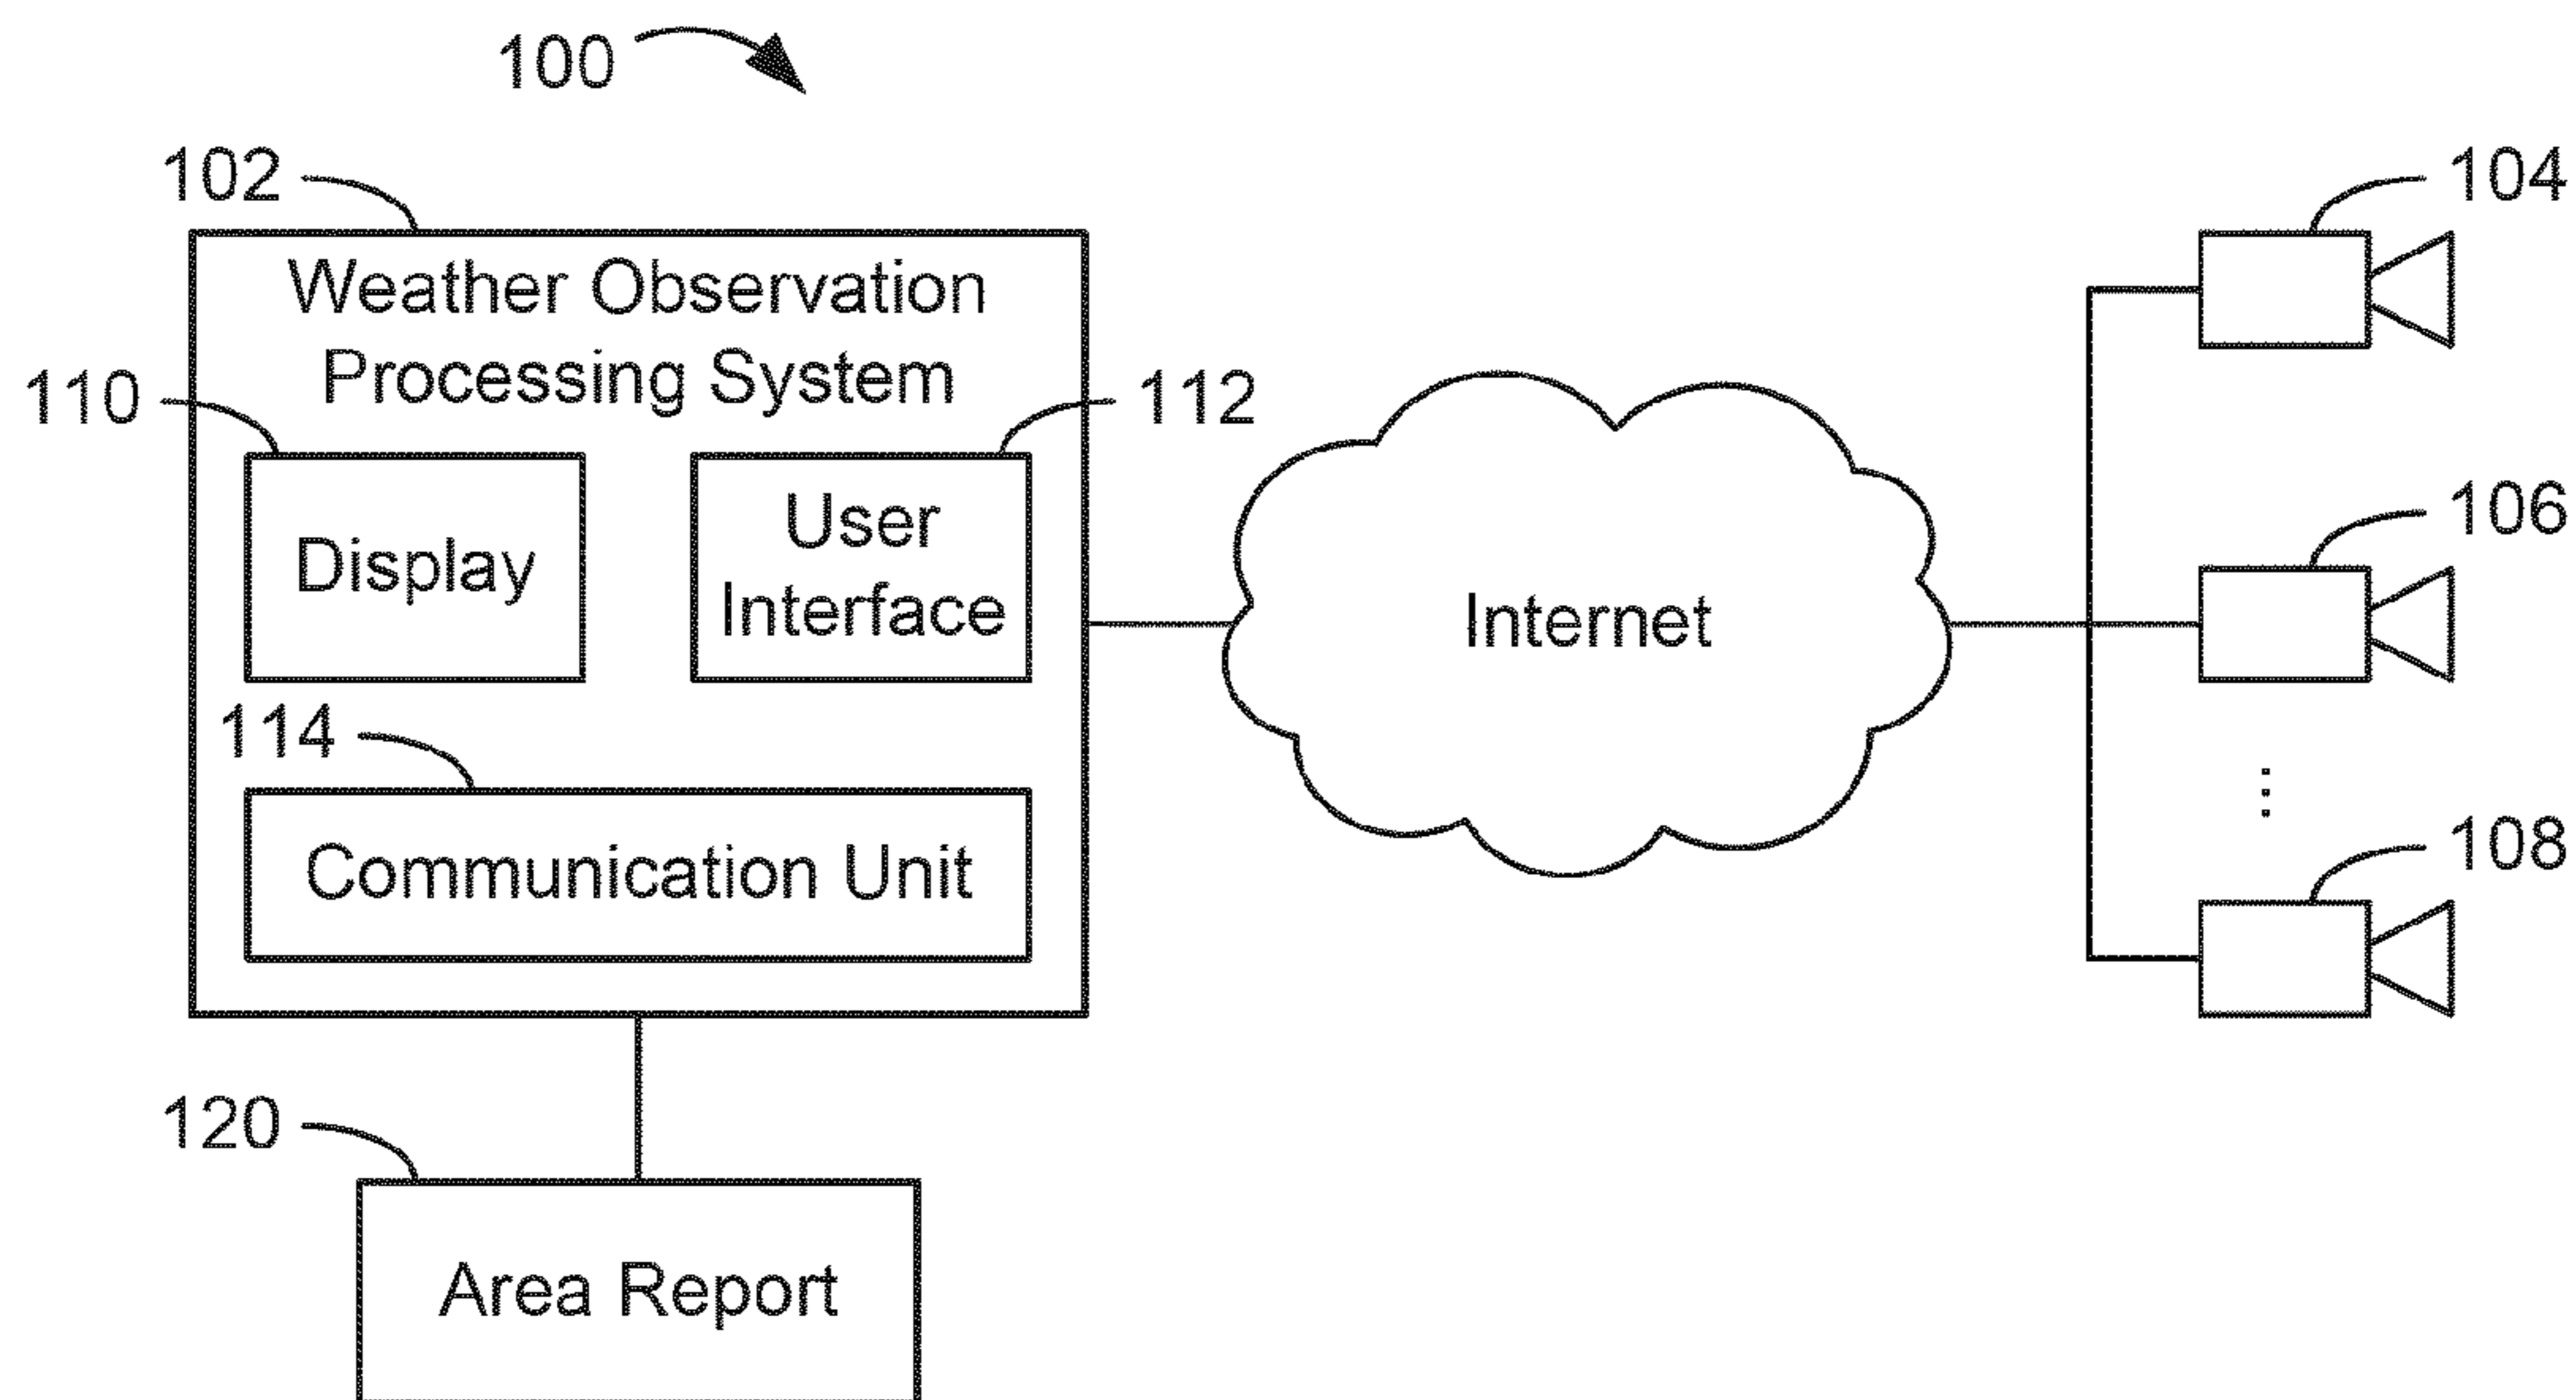 100
102
104
Weather Observation
Processing System
110
112
Display
User
Interface
106
Internet
114
Communication Unit
108
120
Area Report